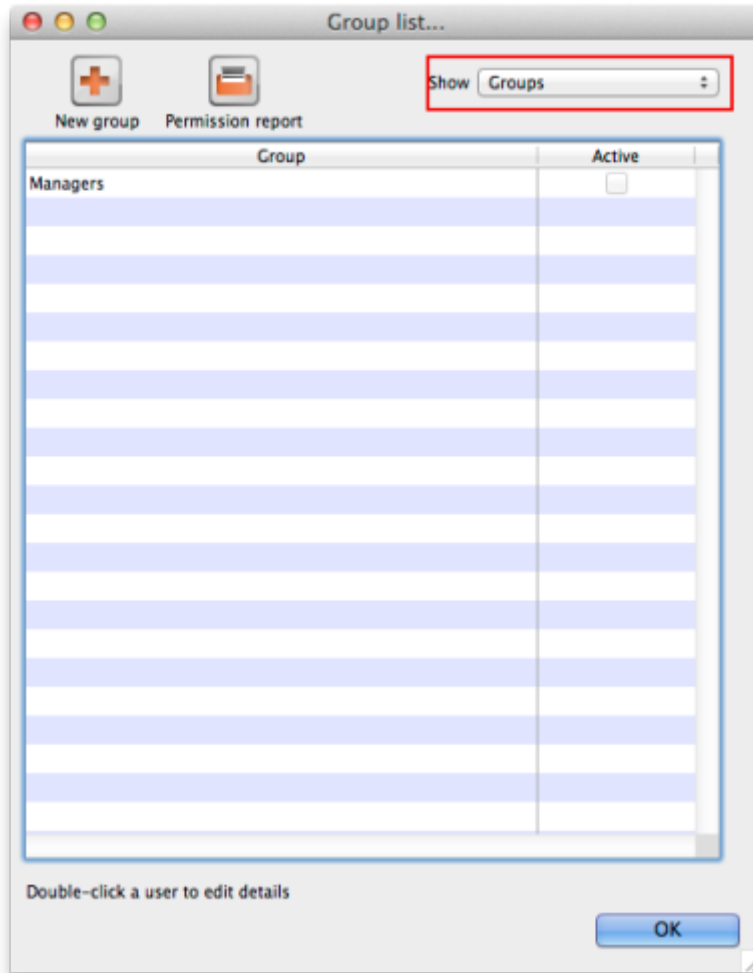 Group list...
Show Groups
New group Permission report
Group Active
Managers
Double-click a user to edit details
OK